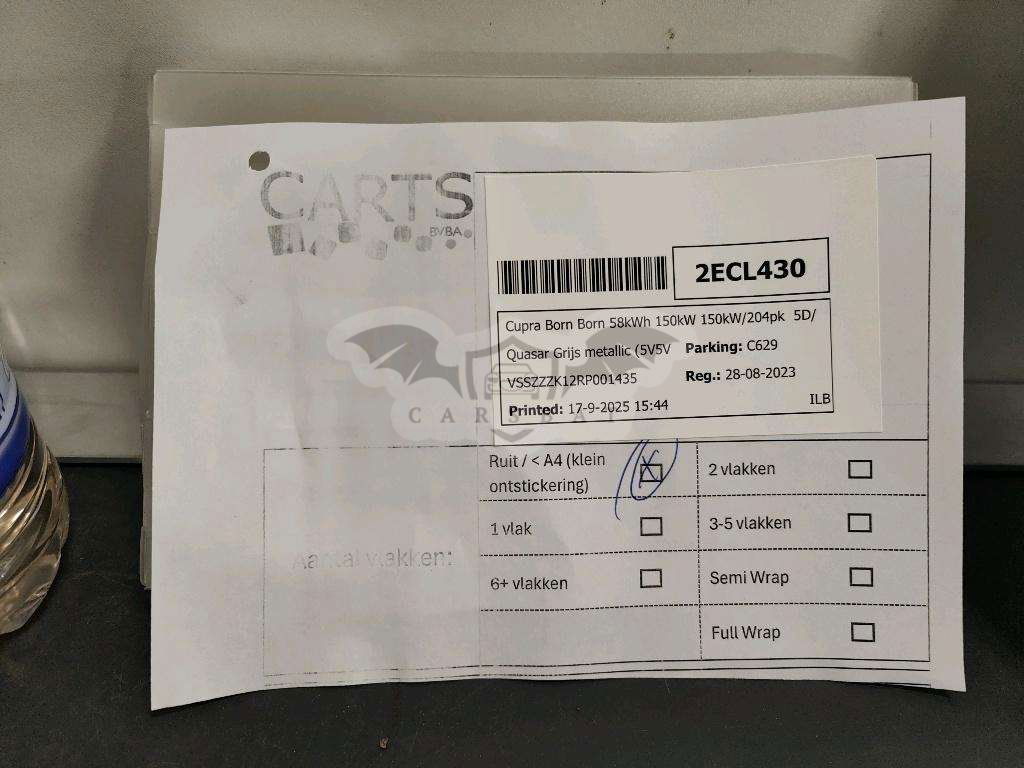 CARTS
BVBA
2ECL430
Cupra Born Born 58kWh 150kW 150kW/204pk 5D/
Quasar Grijs metallic (5V5V Parking: C629
VSSZZZK12RP001435 Reg.: 28-08-2023
Printed: 17-9-2025 15:44 ILB
CARSBAT
Ruit / < A4 (klein
ontstickering)
2 vlakken
1 vlak
3-5 vlakken
Aantal vlakken:
6+ vlakken
Semi Wrap
Full Wrap